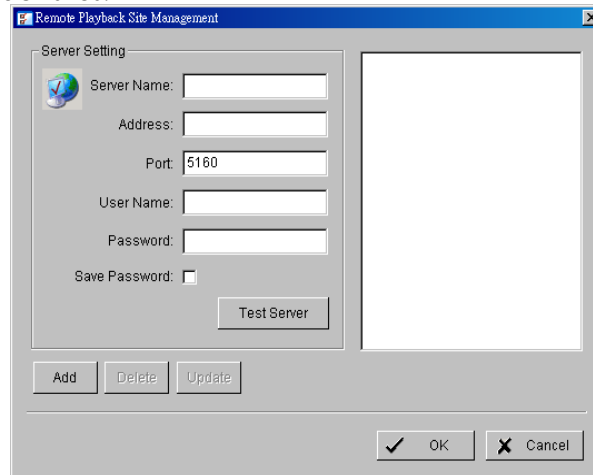 Remote Playback Site Management
Server Setting
Server Name:
Address:
Port: 5160
User Name:
Password:
Save Password:
Test Server
Add Delete Update
OK Cancel